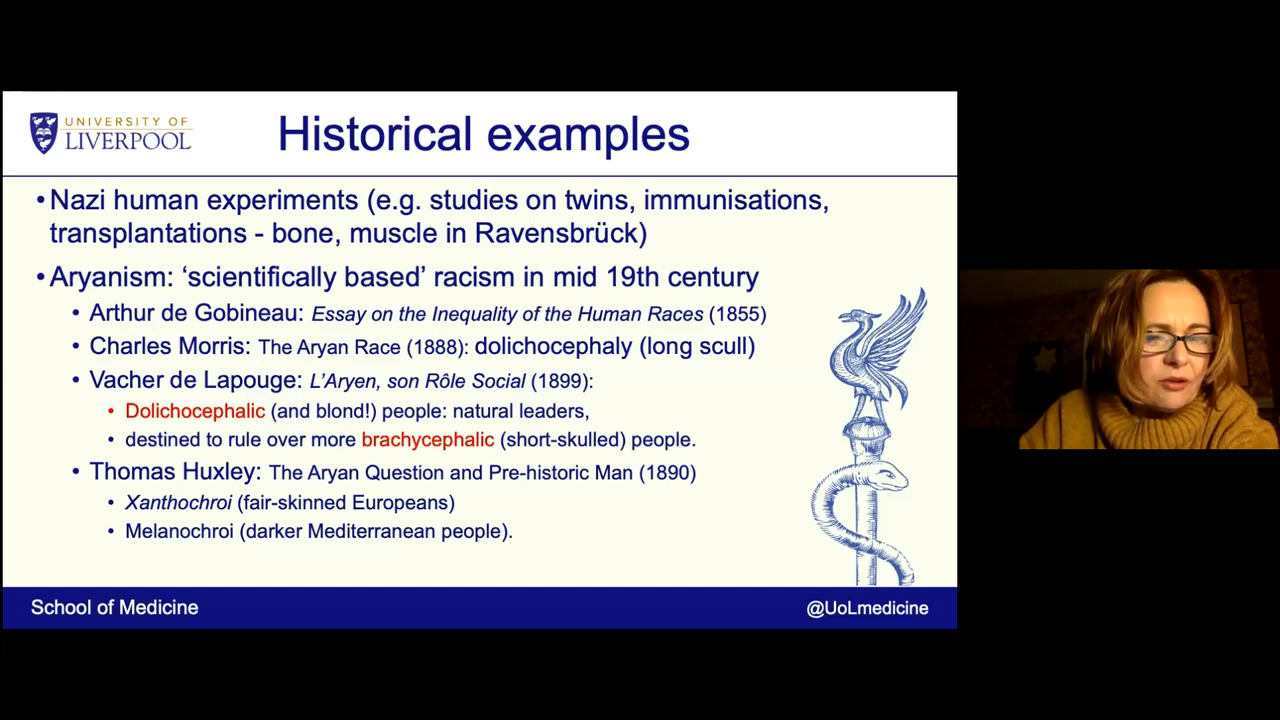 UNIVERSITY OF
LIVERPOOL
Historical examples
•Nazi human experiments (e.g. studies on twins, immunisations,
transplantations - bone, muscle in Ravensbrück)
•Aryanism: ‘scientifically based’ racism in mid 19th century
• Arthur de Gobineau: Essay on the Inequality of the Human Races (1855)
• Charles Morris: The Aryan Race (1888): dolichocephaly (long scull)
• Vacher de Lapouge: L’Aryen, son Rôle Social (1899):
• Dolichocephalic (and blond!) people: natural leaders,
• destined to rule over more brachycephalic (short-skulled) people.
• Thomas Huxley: The Aryan Question and Pre-historic Man (1890)
• Xanthochroi (fair-skinned Europeans)
• Melanochroi (darker Mediterranean people).
School of Medicine
@UoLmedicine